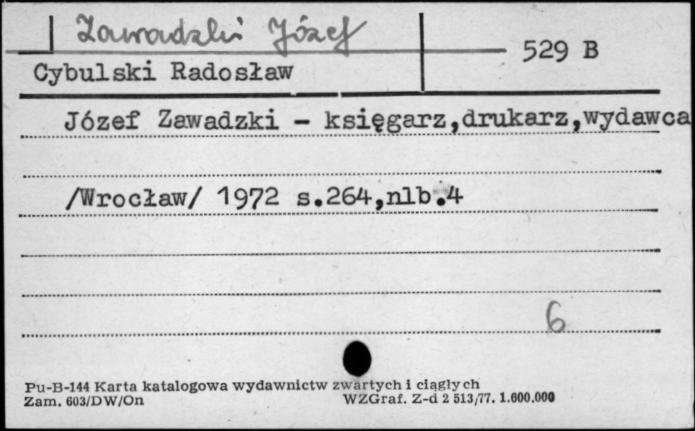 Zawadzki Józef
529 B
Cybulski Radosław
Józef Zawadzki - księgarz,drukarz,wydawca
/Wrocław/ 1972 s.264,nlb.4
6
Pu-B-144 Karta katalogowa wydawnictw zwartych i ciągłych
Zam. 603/DW/On WZGraf. Z-d 2 513/77. 1.600.000